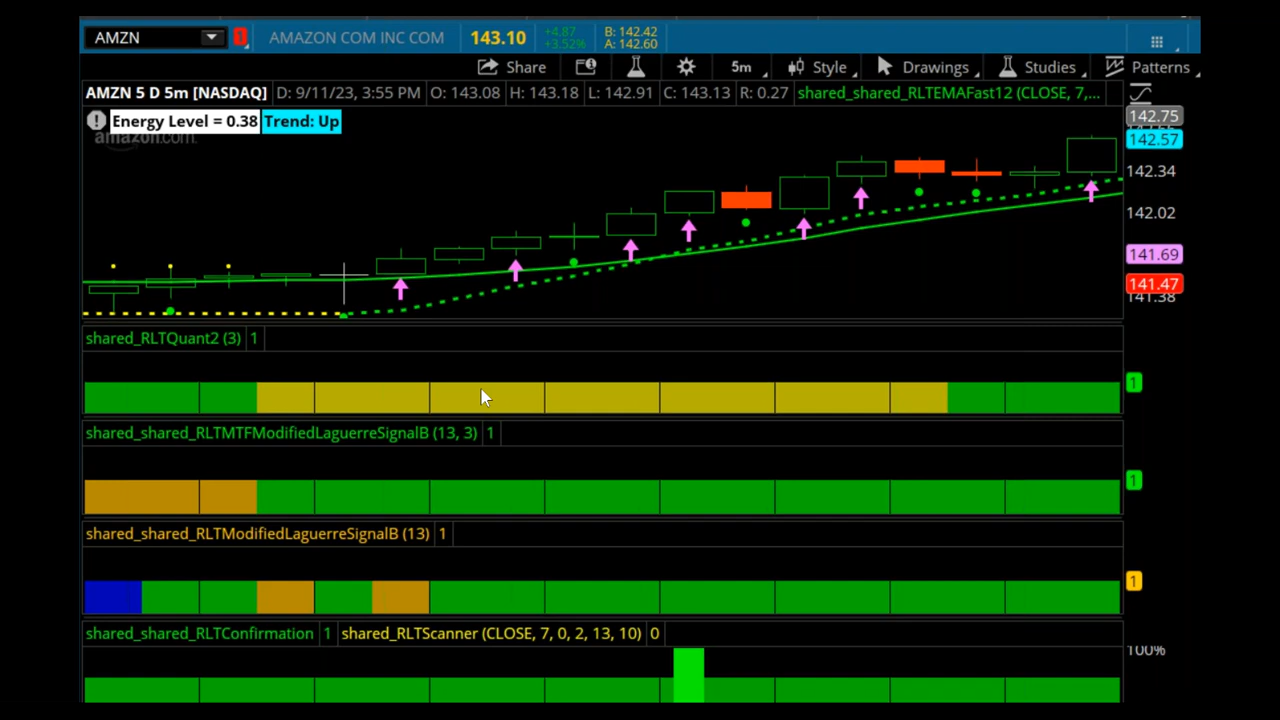 AMZN 1 AMAZON COM INC COM 143.10 +4.87 +3.52% B: 142.42 A: 142.60
Share 5m Style Drawings Studies Patterns
AMZN 5 D 5m [NASDAQ] D: 9/11/23, 3:55 PM O: 143.08 H: 143.18 L: 142.91 C: 143.13 R: 0.27 shared_shared_RLTEMAFast12 (CLOSE, 7,...
142.75
Energy Level = 0.38 Trend: Up
amazon.com
142.57
142.34
142.02
141.69
141.47
141.38
shared_RLTQuant2 (3) 1
1
shared_shared_RLTMTFModifiedLaguerreSignalB (13, 3) 1
1
shared_shared_RLTModifiedLaguerreSignalB (13) 1
1
shared_shared_RLTConfirmation 1 shared_RLTScanner (CLOSE, 7, 0, 2, 13, 10) 0
100%